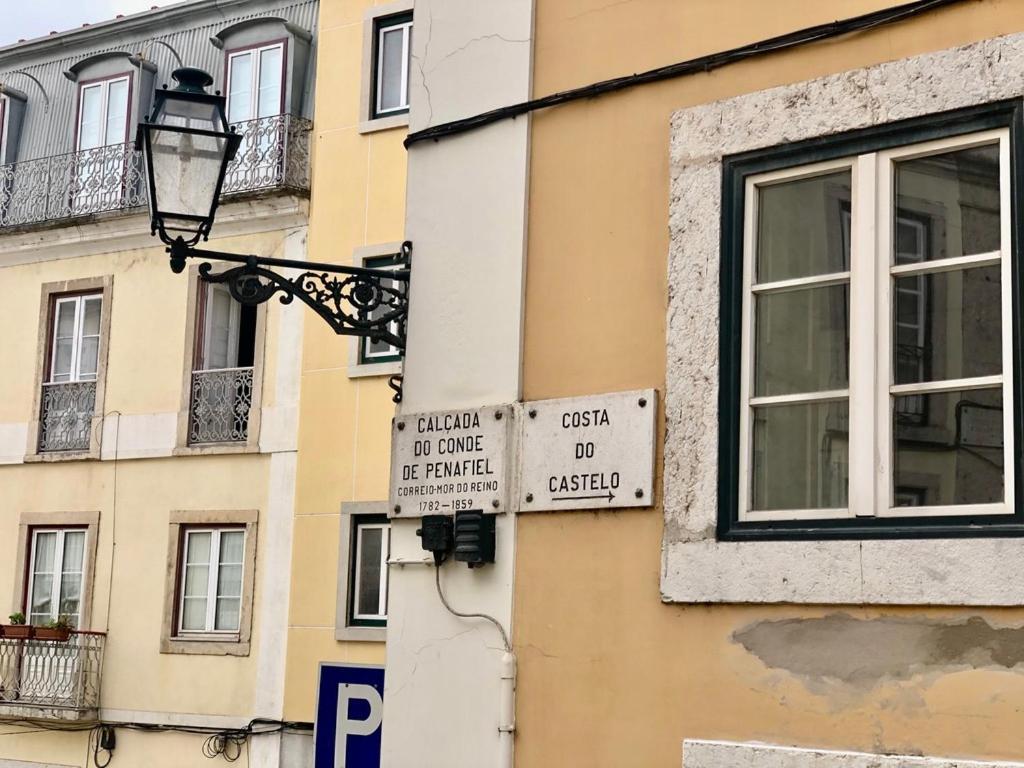 CALÇADA
DO CONDE
DE PENAFIEL
CORREIO-MOR DO REINO
1782-1859
COSTA
DO
CASTELO
P